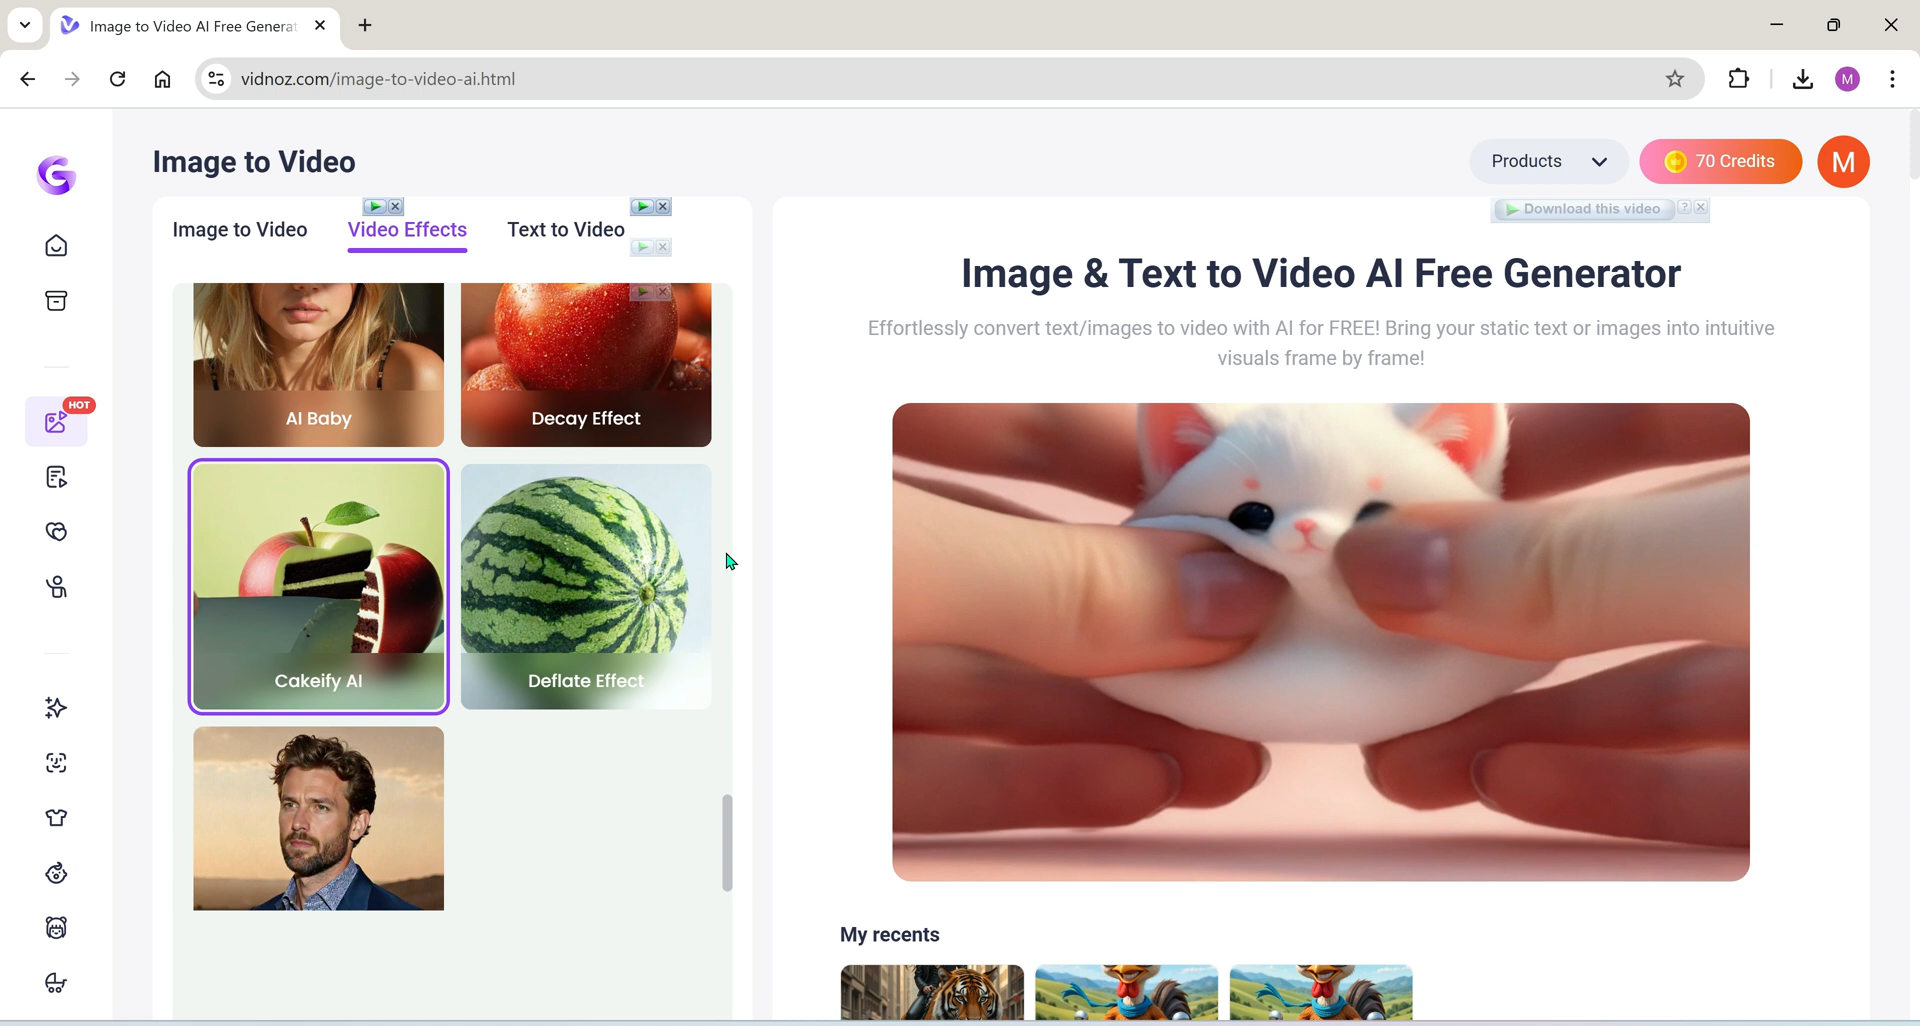 Image to Video AI Free Generat
vidnoz.com/image-to-video-ai.html
M
Image to Video
Products
70 Credits
M
Image to Video
Video Effects
Text to Video
Download this video
?
HOT
AI Baby
Decay Effect
Cakeify AI
Deflate Effect
Image & Text to Video AI Free Generator
Effortlessly convert text/images to video with AI for FREE! Bring your static text or images into intuitive
visuals frame by frame!
My recents